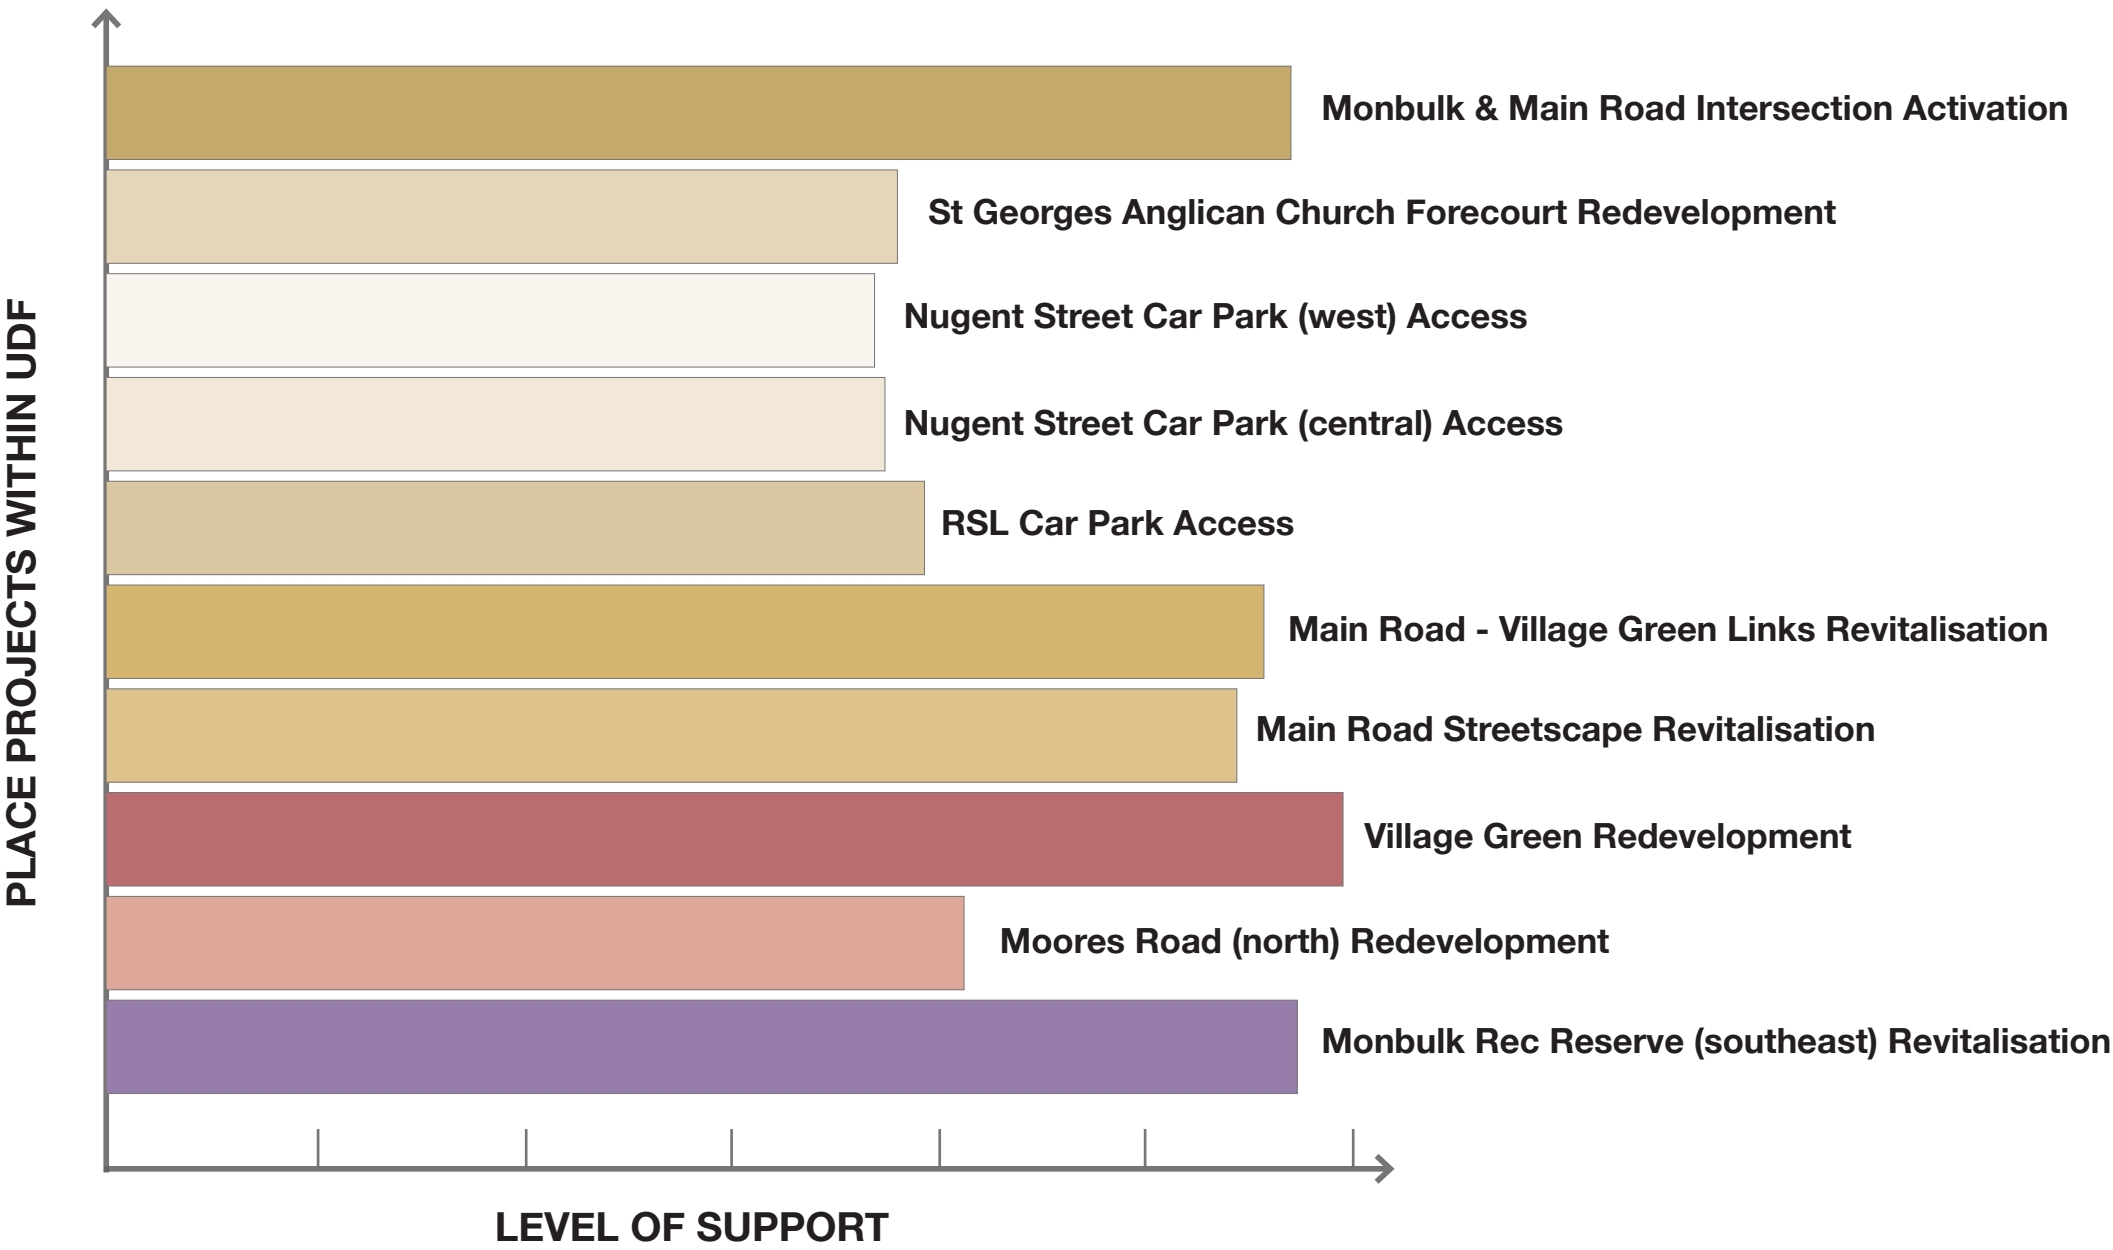 PLACE PROJECTS WITHIN UDF
Monbulk & Main Road Intersection Activation
St Georges Anglican Church Forecourt Redevelopment
Nugent Street Car Park (west) Access
Nugent Street Car Park (central) Access
RSL Car Park Access
Main Road - Village Green Links Revitalisation
Main Road Streetscape Revitalisation
Village Green Redevelopment
Moores Road (north) Redevelopment
Monbulk Rec Reserve (southeast) Revitalisation
LEVEL OF SUPPORT